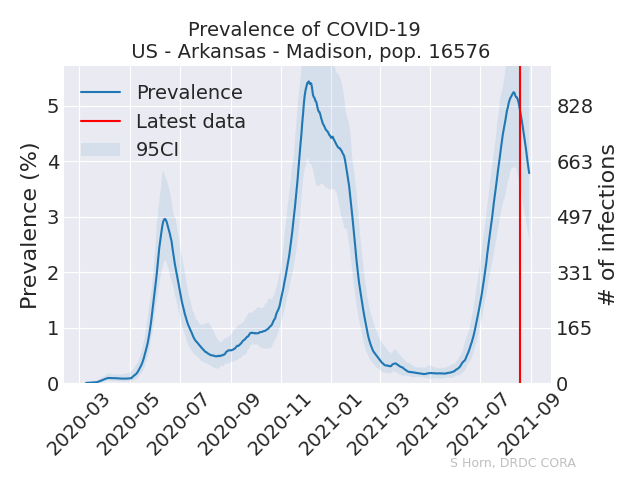 Prevalence of COVID-19
US - Arkansas - Madison, pop. 16576
Prevalence
Latest data
95CI
Prevalence (%)
5
4
3
2
1
0
828
663
497
331
165
0
# of infections
2020-03
2020-05
2020-07
2020-09
2020-11
2021-01
2021-03
2021-05
2021-07
2021-09
S Horn, DRDC CORA